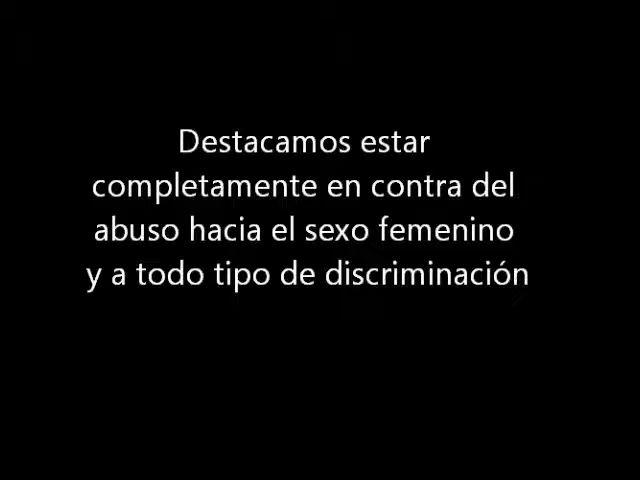 Destacamos estar
completamente en contra del
abuso hacia el sexo femenino
y a todo tipo de discriminación